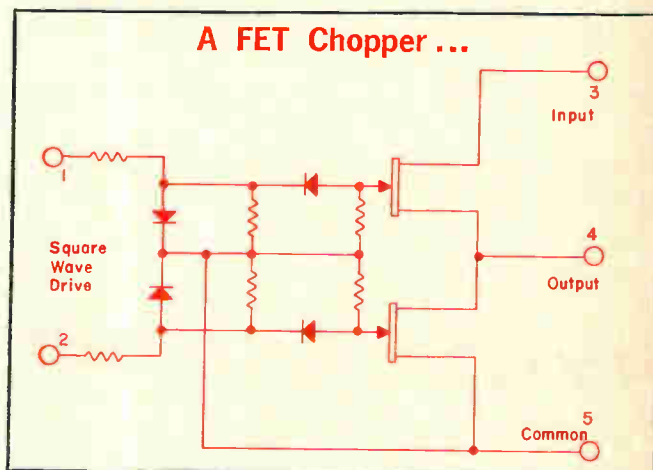 A FET Chopper...
3
Input
1
Square
Wave
Drive
4
Output
2
5
Common